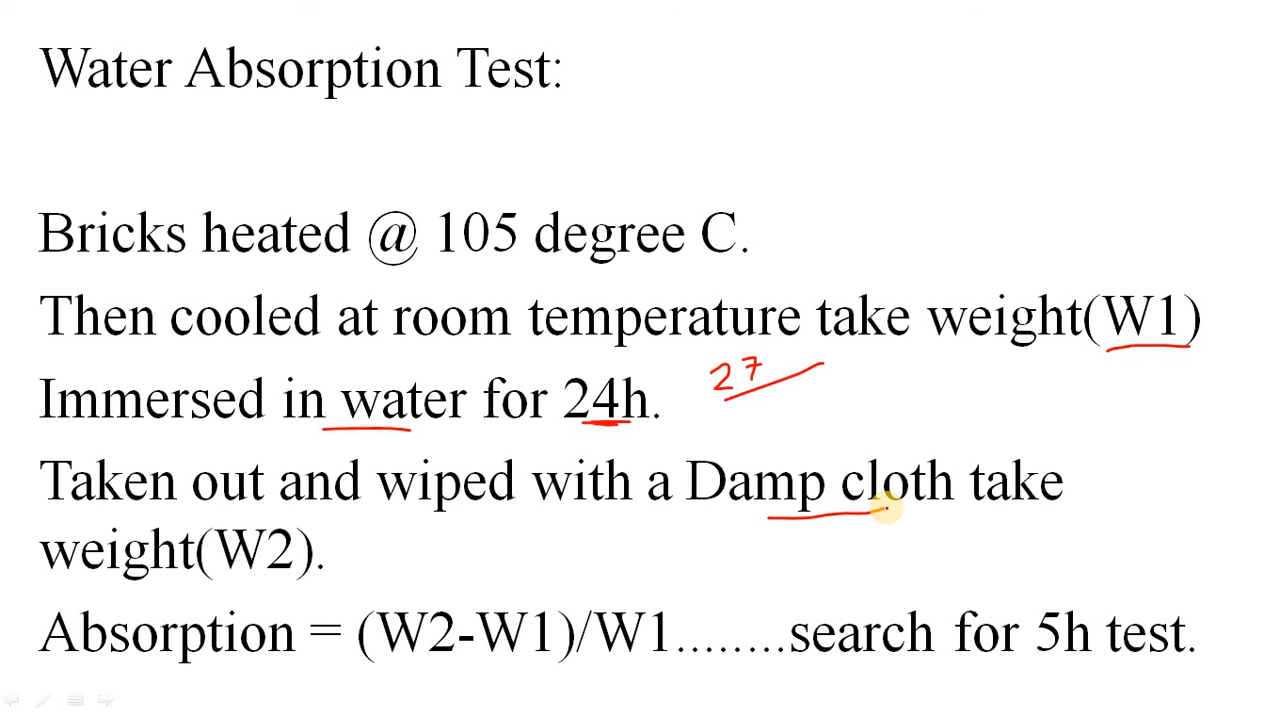 Water Absorption Test:
Bricks heated @ 105 degree C.
Then cooled at room temperature take weight(W1)
27
Immersed in water for 24h.
Taken out and wiped with a Damp cloth take
weight(W2).
Absorption = (W2-W1)/W1........search for 5h test.